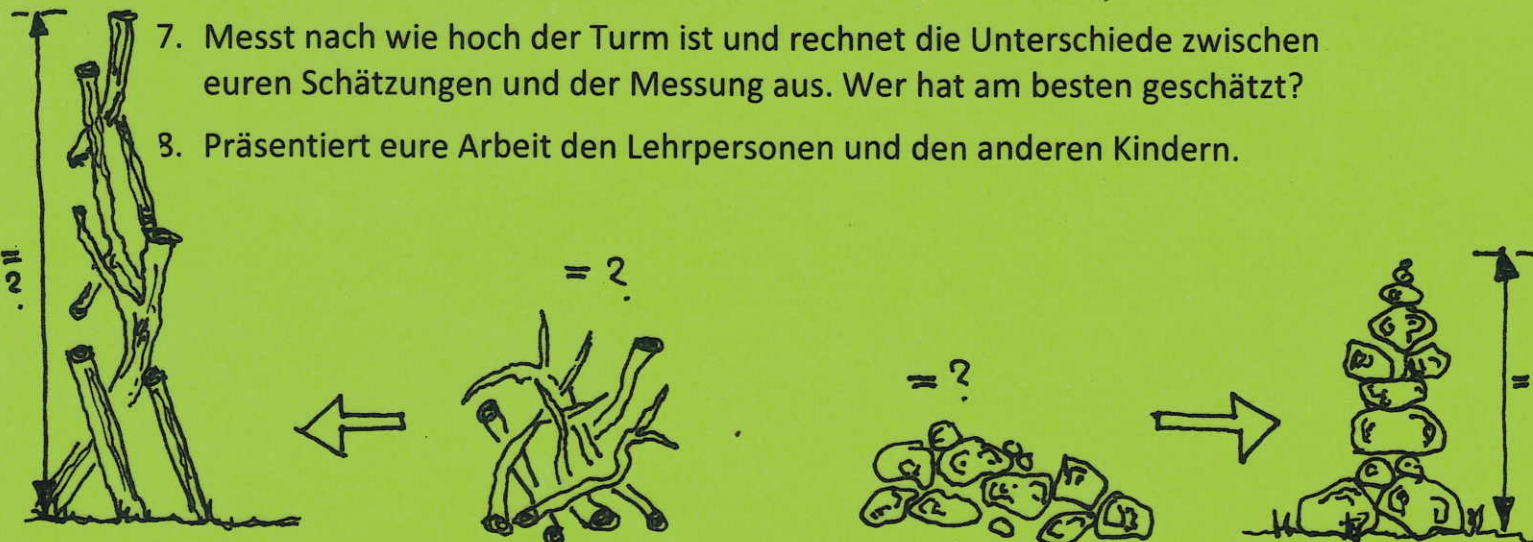 7. Messt nach wie hoch der Turm ist und rechnet die Unterschiede zwischen
euren Schätzungen und der Messung aus. Wer hat am besten geschätzt?
8. Präsentiert eure Arbeit den Lehrpersonen und den anderen Kindern.
= ?
= ?
= ?
=